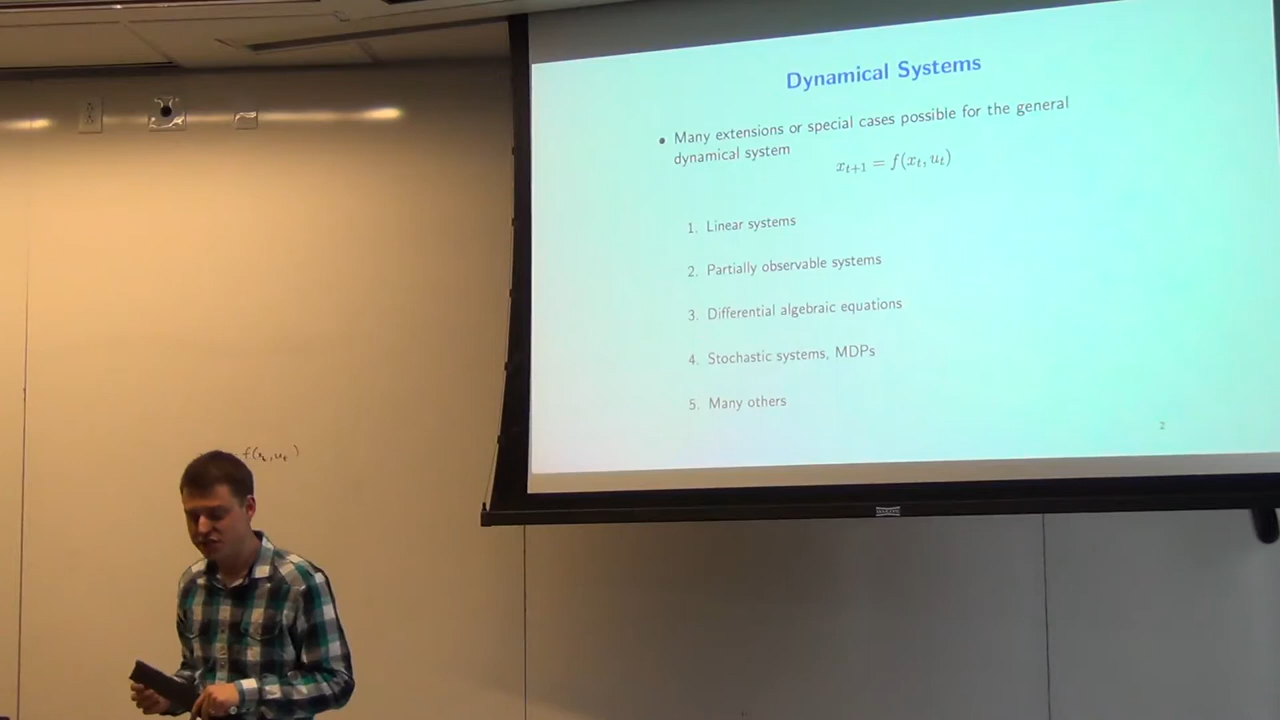 Dynamical Systems
• Many extensions or special cases possible for the general
dynamical system
x_{t+1} = f(x_t, u_t)
1. Linear systems
2. Partially observable systems
3. Differential algebraic equations
4. Stochastic systems, MDPs
5. Many others
2
f(x_t, u_t)